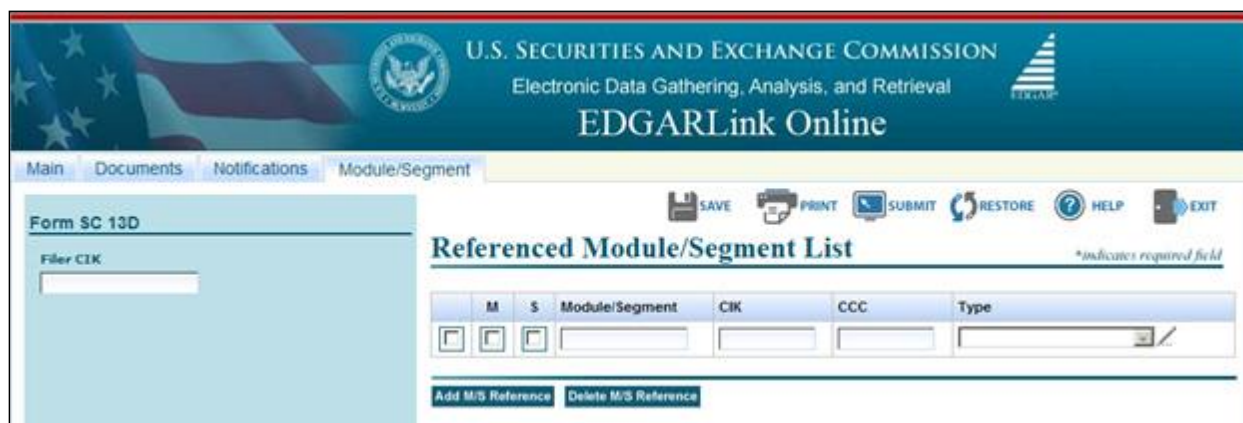 U.S. SECURITIES AND EXCHANGE COMMISSION
Electronic Data Gathering, Analysis, and Retrieval
EDGAR®
EDGARLink Online
Main Documents Notifications Module/Segment
SAVE PRINT SUBMIT RESTORE HELP EXIT
Form SC 13D
Referenced Module/Segment List
*indicates required field
Filer CIK
M S Module/Segment CIK CCC Type
Add M/S Reference Delete M/S Reference